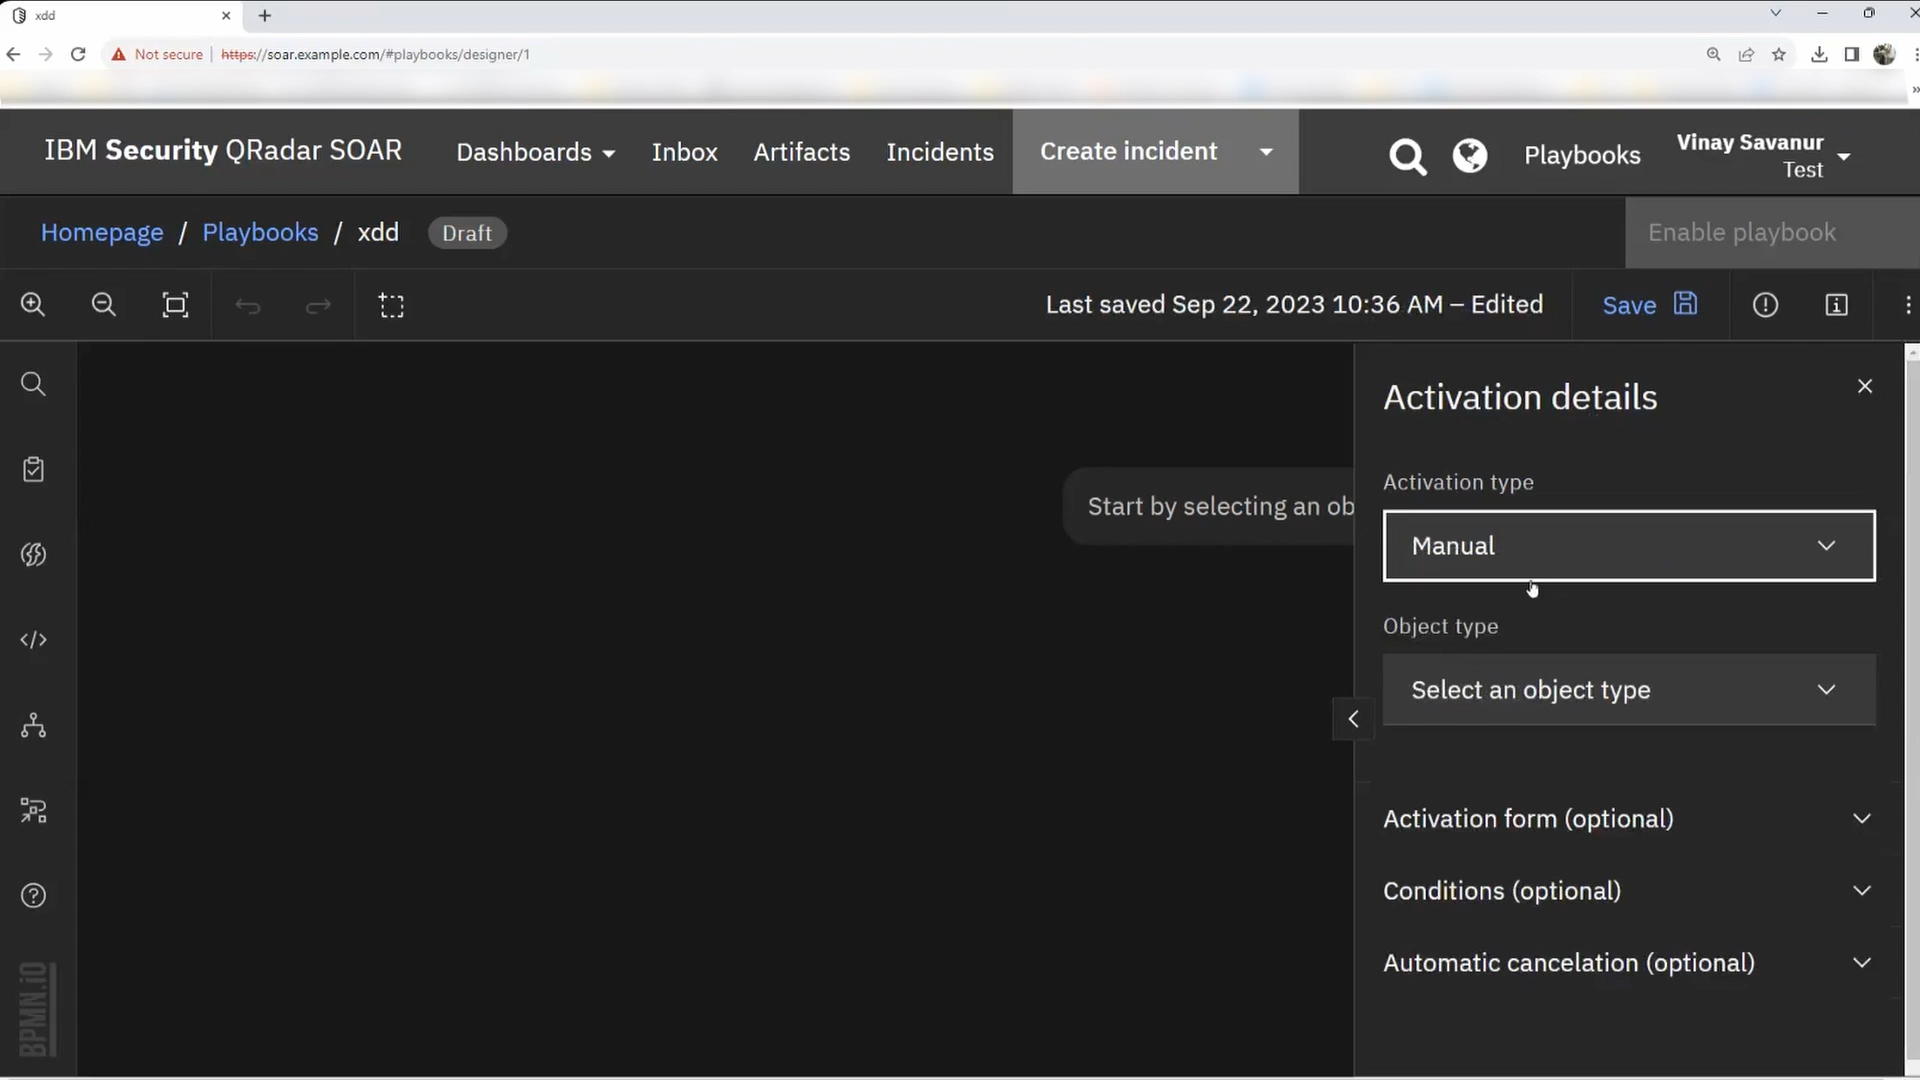 xdd
Not secure https://soar.example.com/#playbooks/designer/1
IBM Security QRadar SOAR
Dashboards
Inbox
Artifacts
Incidents
Create incident
Playbooks
Vinay Savanur
Test
Homepage / Playbooks / xdd
Draft
Enable playbook
Last saved Sep 22, 2023 10:36 AM – Edited
Save
Activation details
Activation type
Start by selecting an ob
Manual
Object type
Select an object type
Activation form (optional)
Conditions (optional)
Automatic cancelation (optional)
BPMN.iO